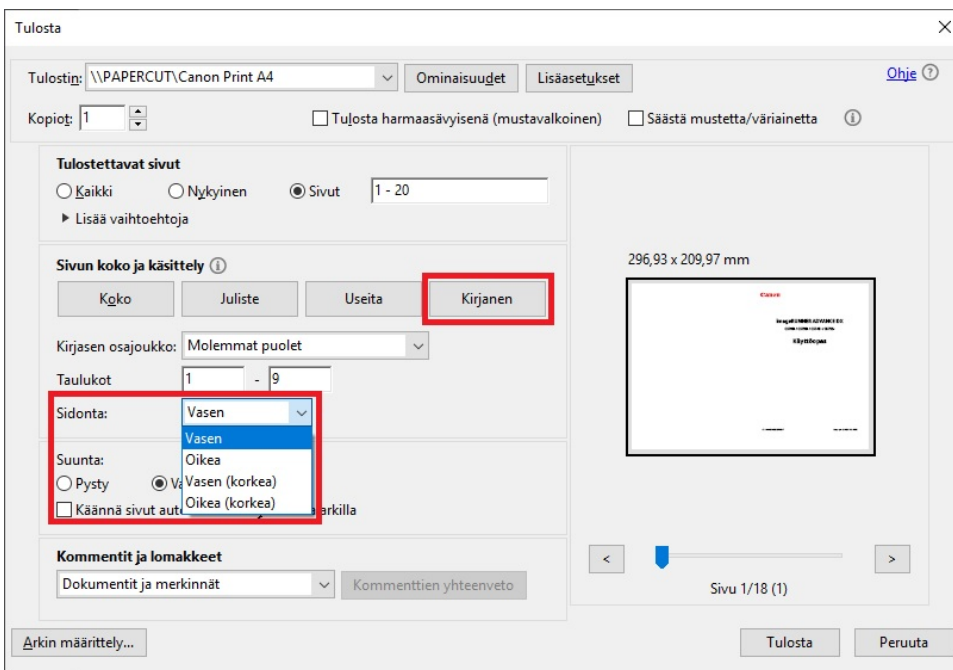 Tulosta
Tulostin: \\PAPERCUT\Canon Print A4 Ominaisuudet Lisäasetukset Ohje
Kopiot: 1 Tulosta harmaasävyisenä (mustavalkoinen) Säästä mustetta/väriainetta
Tulostettavat sivut
Kaikki Nykyinen Sivut 1 - 20
Lisää vaihtoehtoja
Sivun koko ja käsittely
Koko Juliste Useita Kirjanen
Kirjasen osajoukko: Molemmat puolet
Taulukot 1 - 9
Sidonta: Vasen
Vasen
Oikea
Vasen (korkea)
Oikea (korkea)
Suunta:
Pysty
Käännä sivut arkilla
Kommentit ja lomakkeet
Dokumentit ja merkinnät Kommenttien yhteenveto
296,93 x 209,97 mm
Canon
imageRUNNER ADVANCE DX
Käyttöopas
< >
Sivu 1/18 (1)
Arkin määrittely... Tulosta Peruuta